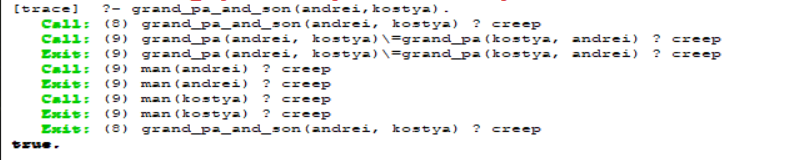 [trace]  ?- grand_pa_and_son(andrei,kostya).
   Call: (8) grand_pa_and_son(andrei, kostya) ? creep
   Call: (9) grand_pa(andrei, kostya)\=grand_pa(kostya, andrei) ? creep
   Exit: (9) grand_pa(andrei, kostya)\=grand_pa(kostya, andrei) ? creep
   Call: (9) man(andrei) ? creep
   Exit: (9) man(andrei) ? creep
   Call: (9) man(kostya) ? creep
   Exit: (9) man(kostya) ? creep
   Exit: (8) grand_pa_and_son(andrei, kostya) ? creep
true.